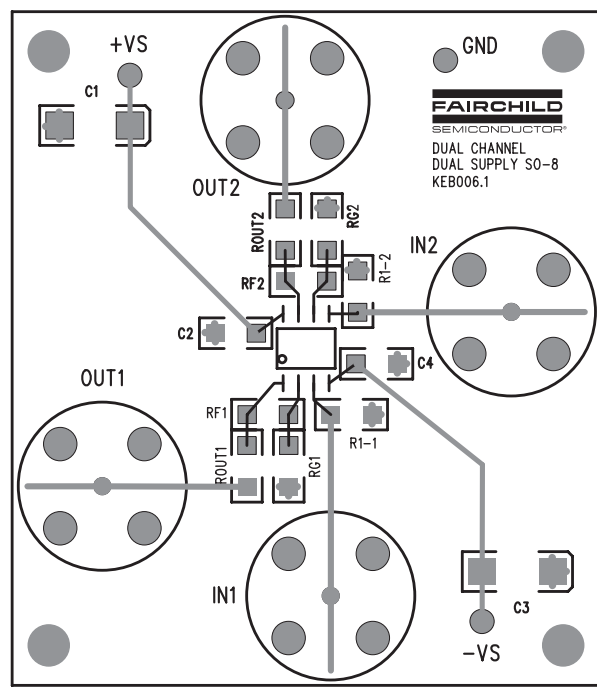 +VS
GND
C1
FAIRCHILD
SEMICONDUCTOR®
DUAL CHANNEL
DUAL SUPPLY SO-8
KEB006.1
OUT2
ROUT2
RG2
IN2
R1-2
RF2
C2
C4
OUT1
RF1
R1-1
ROUT1
RG1
IN1
C3
-VS